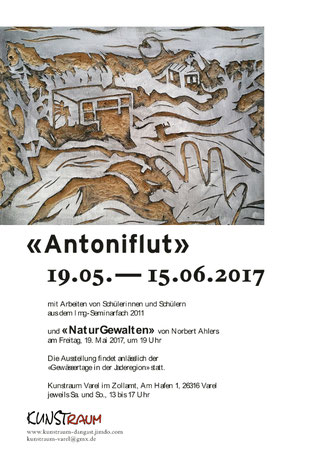 «Antoniflut»
19.05.— 15.06.2017
mit Arbeiten von Schülerinnen und Schülern
aus dem Img-Seminarfach 2011
und «NaturGewalten» von Norbert Ahlers
am Freitag, 19. Mai 2017, um 19 Uhr
Die Ausstellung findet anlässlich der
«Gewässertage in der Jaderegion» statt.
Kunstraum Varel im Zollamt, Am Hafen 1, 26316 Varel
jeweils Sa. und So., 13 bis 17 Uhr
KUNSTRAUM
www.kunstraum-dangast.jimdo.com
kunstraum-varel@gmx.de